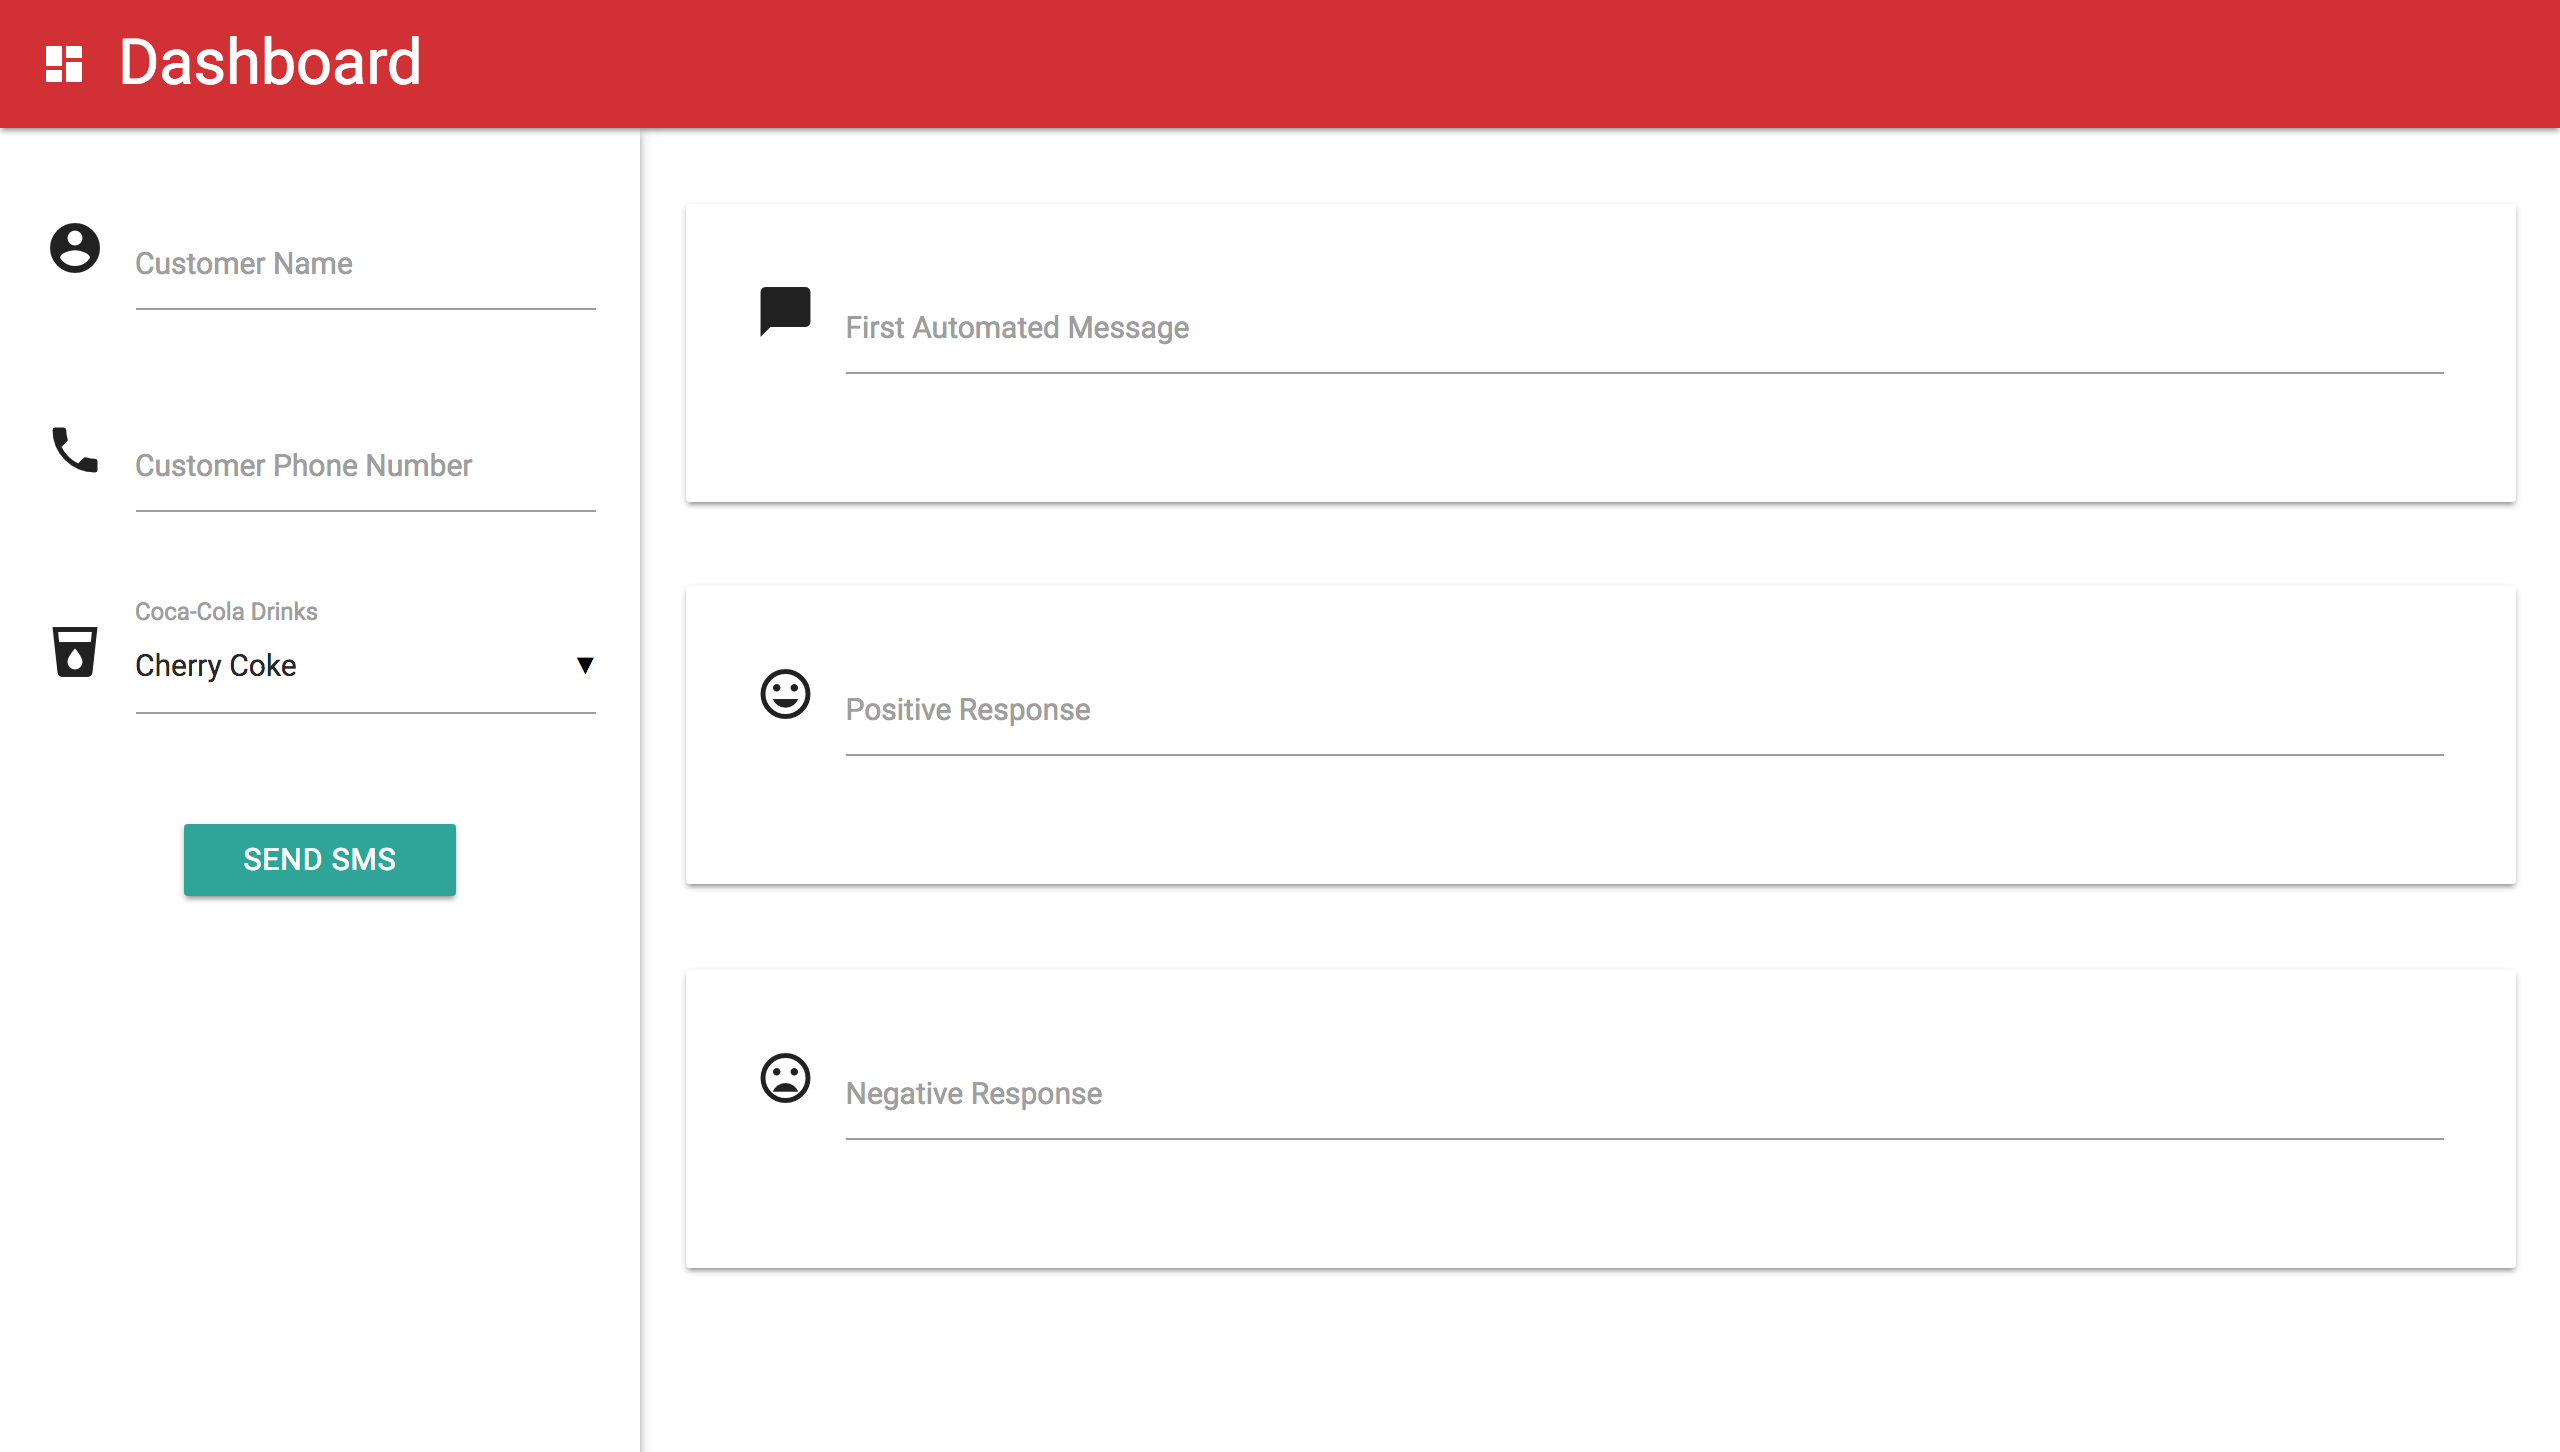 Dashboard
Customer Name
Customer Phone Number
Coca-Cola Drinks
Cherry Coke
SEND SMS
First Automated Message
Positive Response
Negative Response